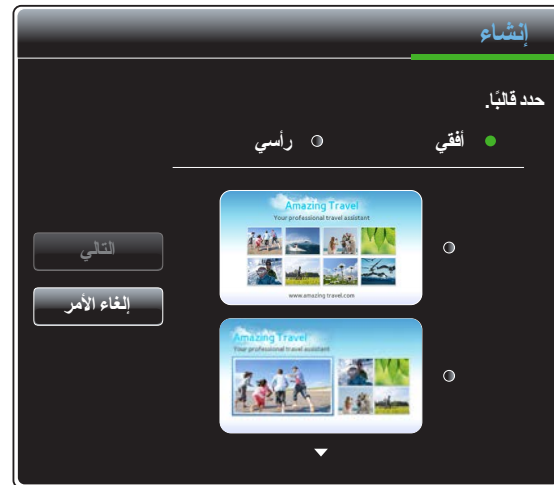 إنشاء
حدد قالبًا.
أفقي
رأسي
Amazing Travel
Your professional travel assistant
www.amazing travel.com
Amazing Travel
Your professional travel assistant
التالي
إلغاء الأمر